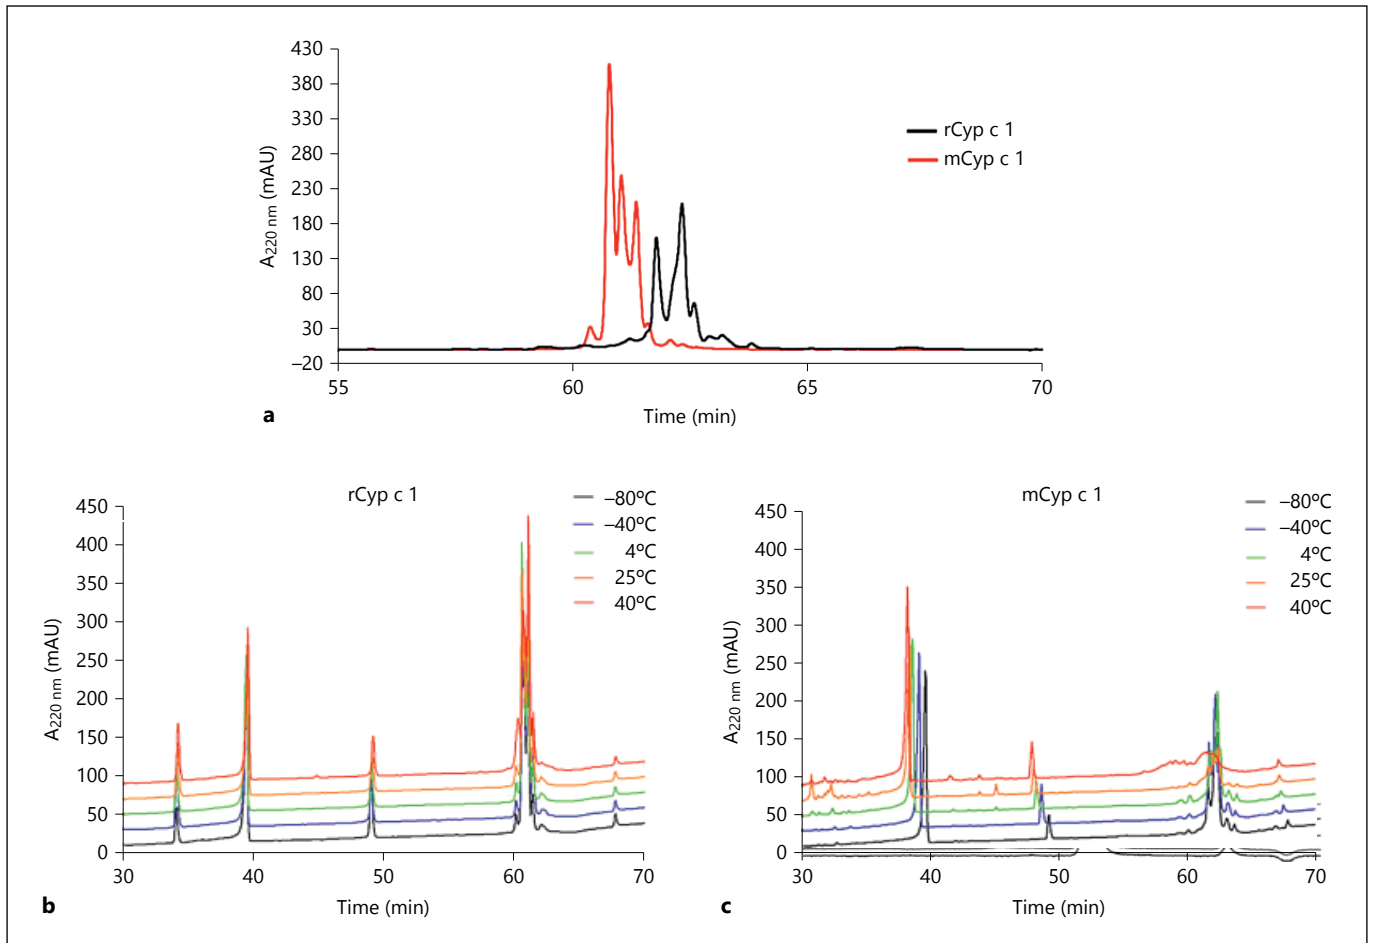 430
380
330
280
230
180
130
80
30
–20
A220 nm (mAU)
rCyp c 1
mCyp c 1
55
60
65
70
Time (min)
a
rCyp c 1
450
400
350
300
250
200
150
100
50
0
A220 nm (mAU)
–80ºC
–40ºC
4ºC
25ºC
40ºC
30
40
50
60
70
Time (min)
b
mCyp c 1
450
400
350
300
250
200
150
100
50
0
A220 nm (mAU)
–80ºC
–40ºC
4ºC
25ºC
40ºC
30
40
50
60
70
Time (min)
c